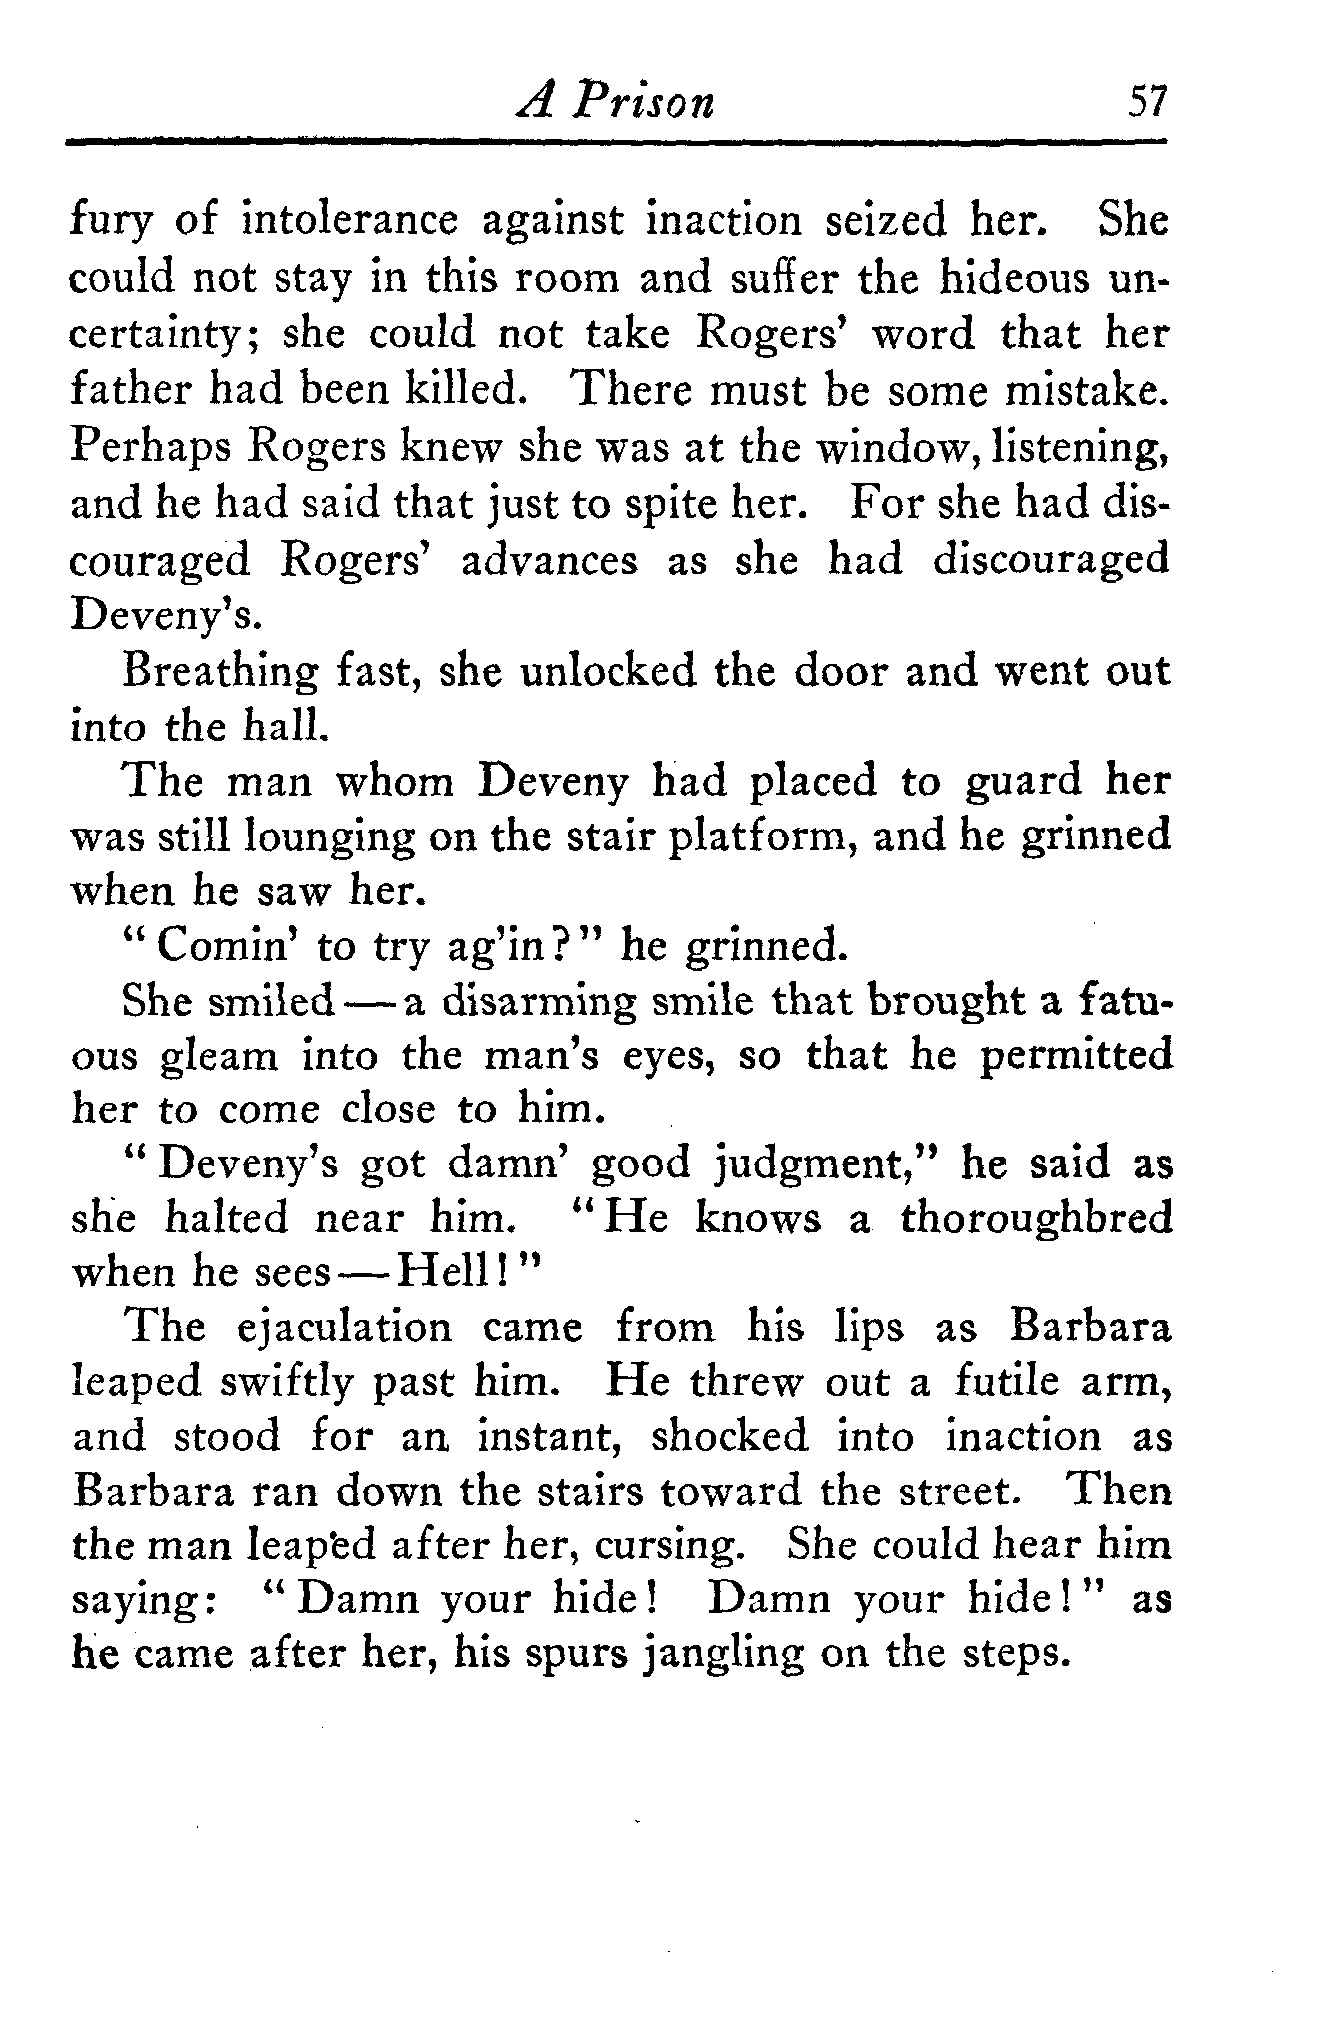 A Prison 57
fury of intolerance against inaction seized her. She
could not stay in this room and suffer the hideous un-
certainty; she could not take Rogers' word that her
father had been killed. There must be some mistake.
Perhaps Rogers knew she was at the window, listening,
and he had said that just to spite her. For she had dis-
couraged Rogers' advances as she had discouraged
Deveny's.
Breathing fast, she unlocked the door and went out
into the hall.
The man whom Deveny had placed to guard her
was still lounging on the stair platform, and he grinned
when he saw her.
"Comin' to try ag'in?" he grinned.
She smiled — a disarming smile that brought a fatu-
ous gleam into the man's eyes, so that he permitted
her to come close to him.
"Deveny's got damn' good judgment," he said as
she halted near him. "He knows a thoroughbred
when he sees — Hell!"
The ejaculation came from his lips as Barbara
leaped swiftly past him. He threw out a futile arm,
and stood for an instant, shocked into inaction as
Barbara ran down the stairs toward the street. Then
the man leaped after her, cursing. She could hear him
saying: "Damn your hide! Damn your hide!" as
he came after her, his spurs jangling on the steps.